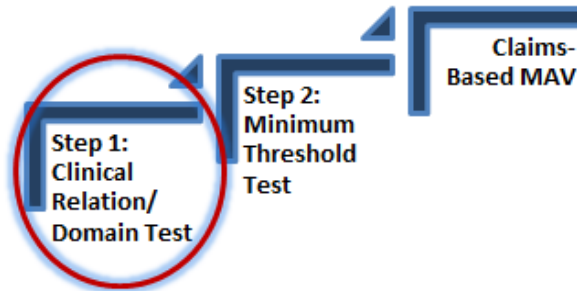 Step 1:
Clinical
Relation/
Domain Test
Step 2:
Minimum
Threshold
Test
Claims-
Based MAV